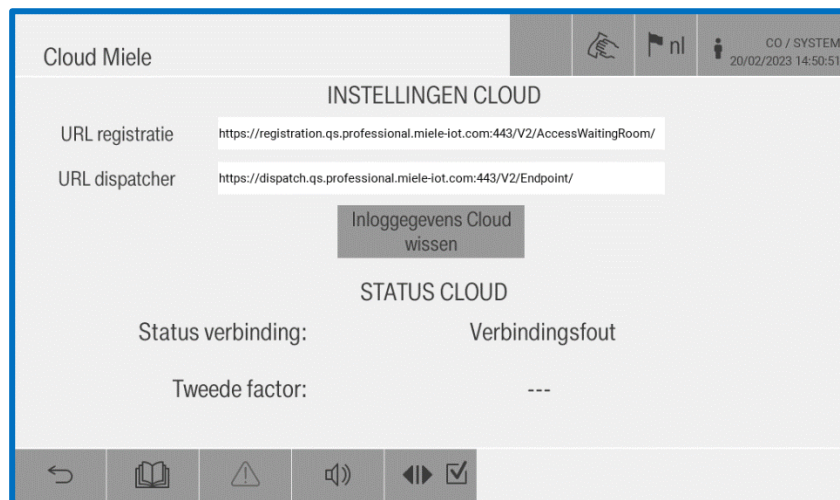 Cloud Miele
nl
CO / SYSTEM
20/02/2023 14:50:51
INSTELLINGEN CLOUD
URL registratie https://registration.qs.professional.miele-iot.com:443/V2/AccessWaitingRoom/
URL dispatcher https://dispatch.qs.professional.miele-iot.com:443/V2/Endpoint/
Inloggegevens Cloud
wissen
STATUS CLOUD
Status verbinding: Verbindingsfout
Tweede factor: ---